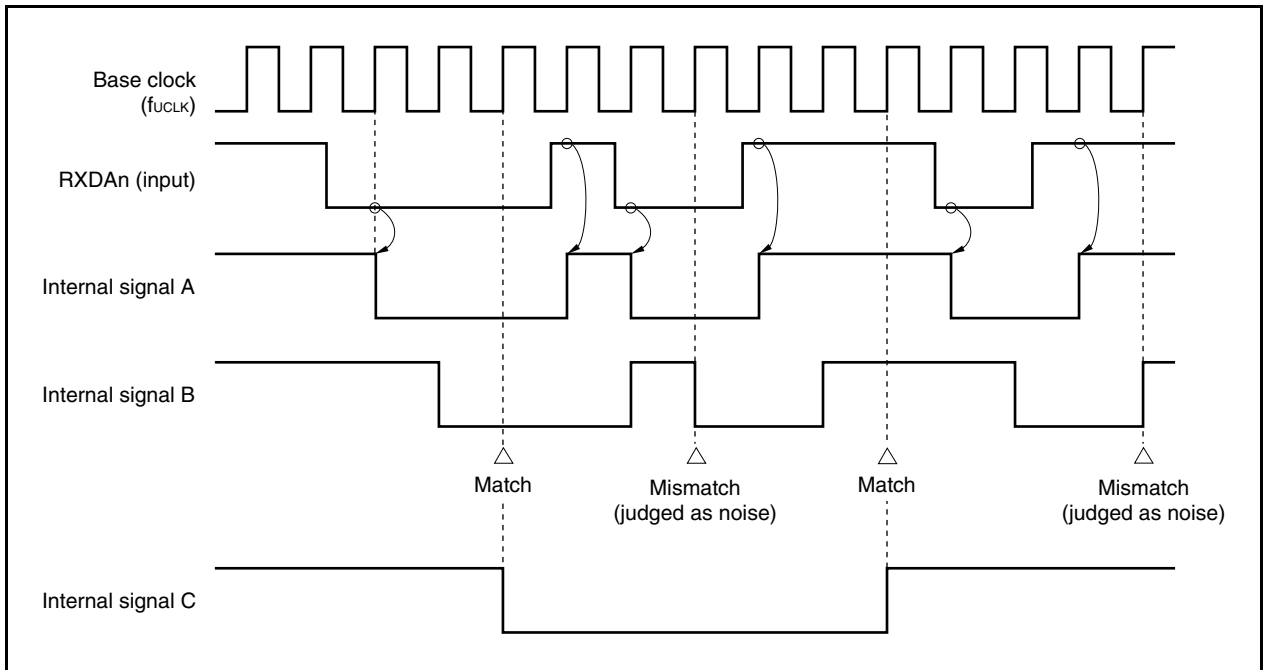 Base clock
(fUCLK)
RXDAn (input)
Internal signal A
Internal signal B
Match
Mismatch
(judged as noise)
Match
Mismatch
(judged as noise)
Internal signal C